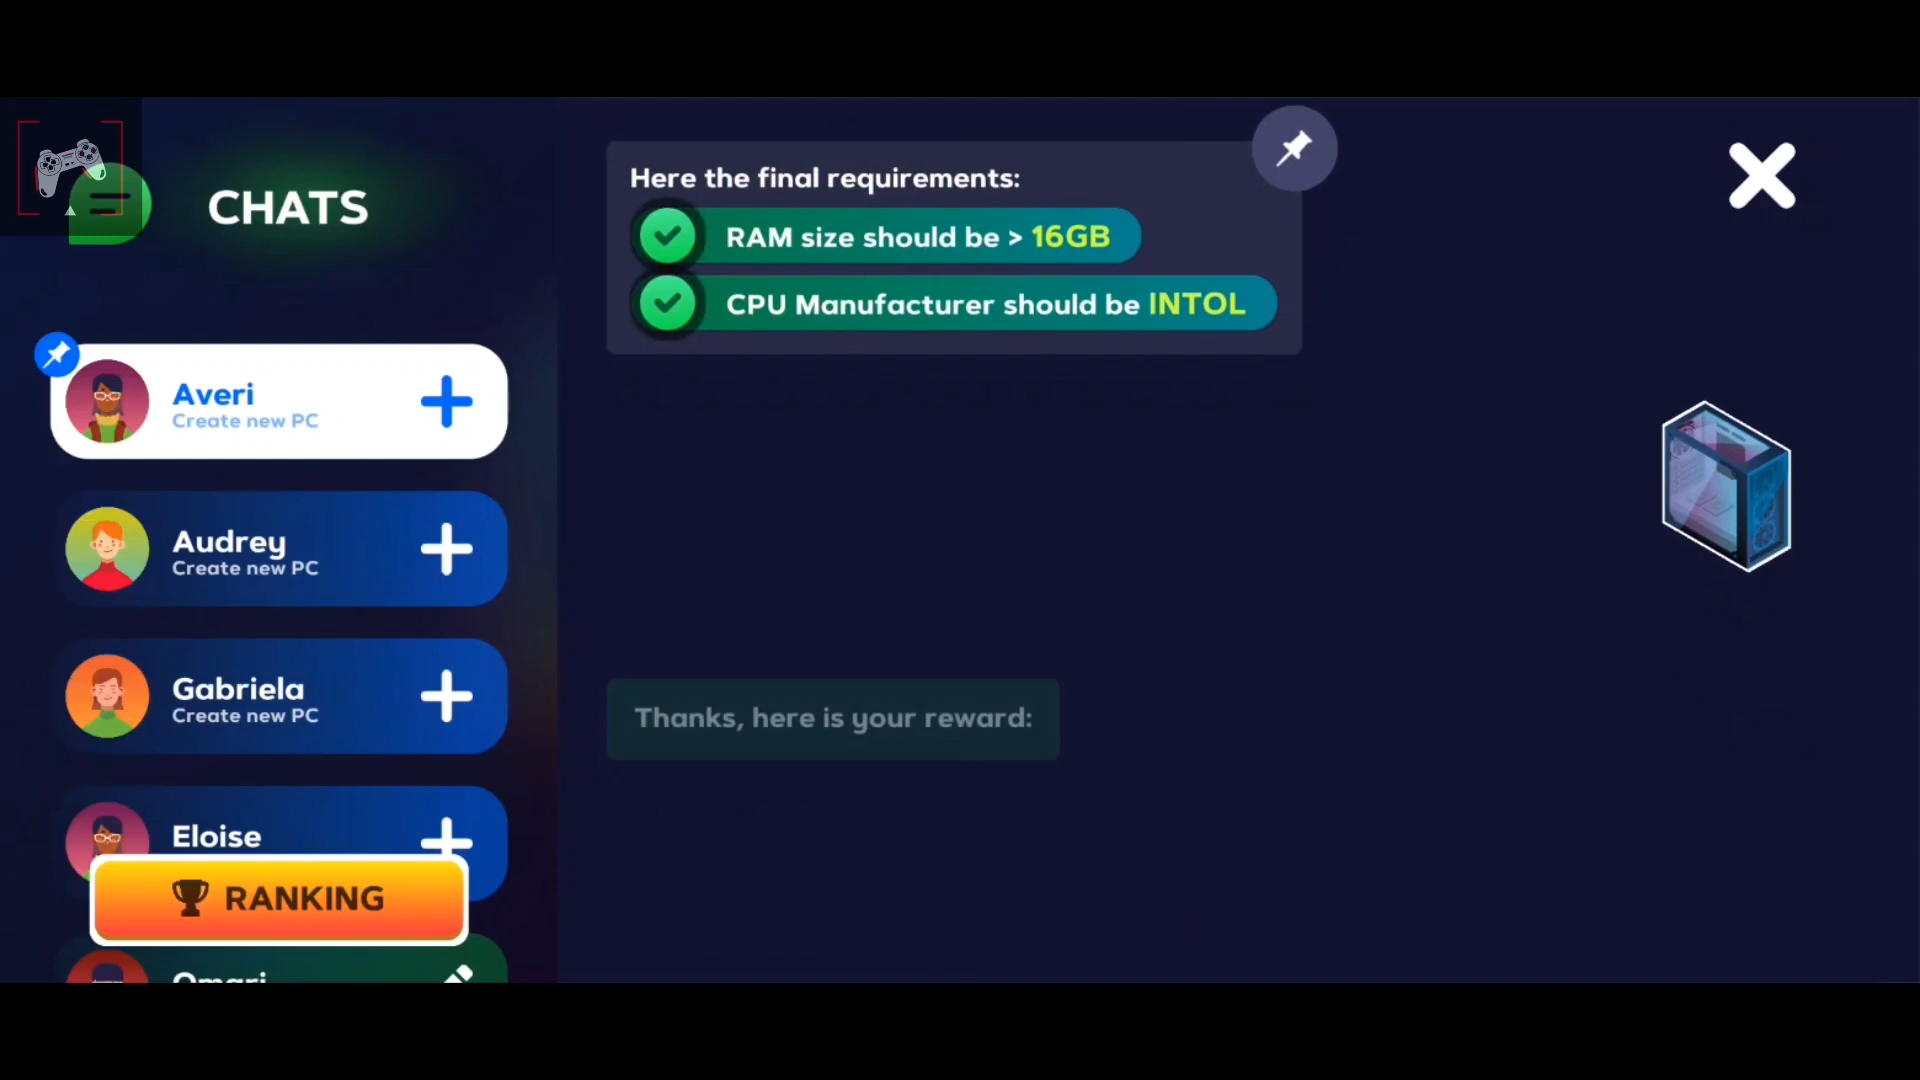 CHATS
Here the final requirements:
RAM size should be > 16GB
CPU Manufacturer should be INTOL
Averi
Create new PC
Audrey
Create new PC
Gabriela
Create new PC
Thanks, here is your reward:
Eloise
RANKING
Omari